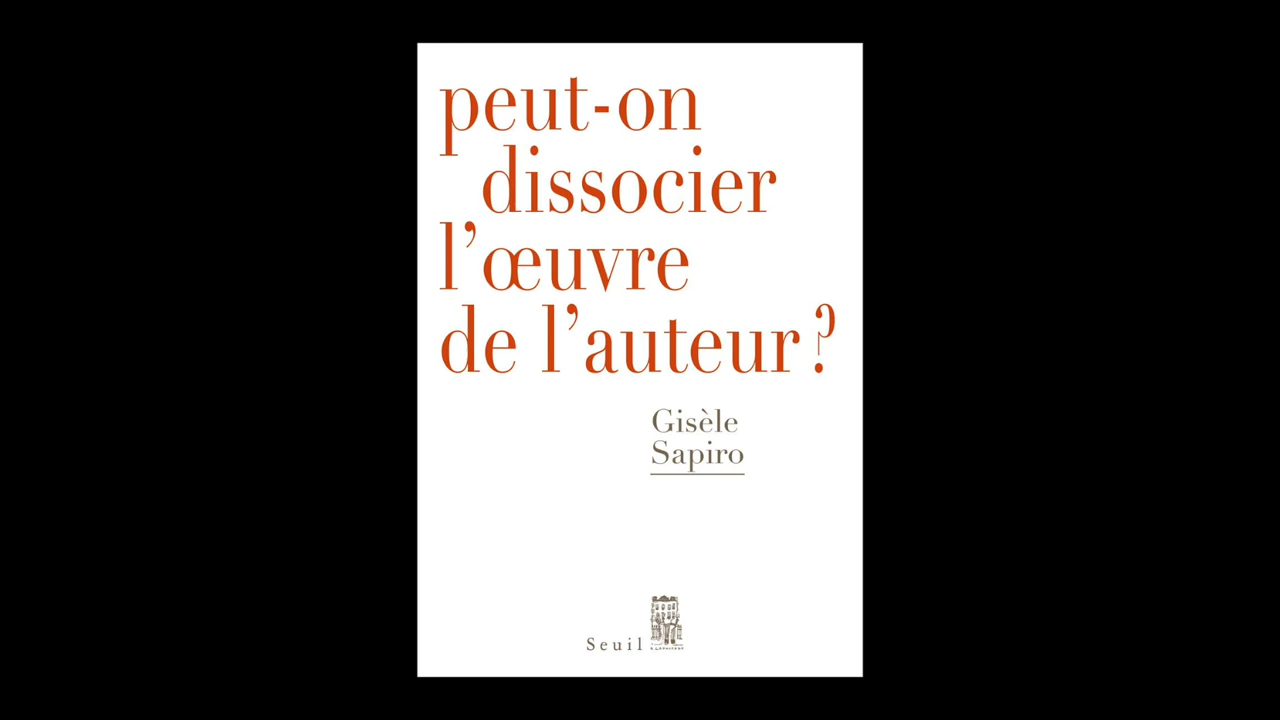 peut-on
dissocier
l’œuvre
de l’auteur ?
Gisèle
Sapiro
Seuil